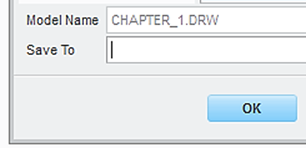 Model Name CHAPTER_1.DRW
Save To
OK